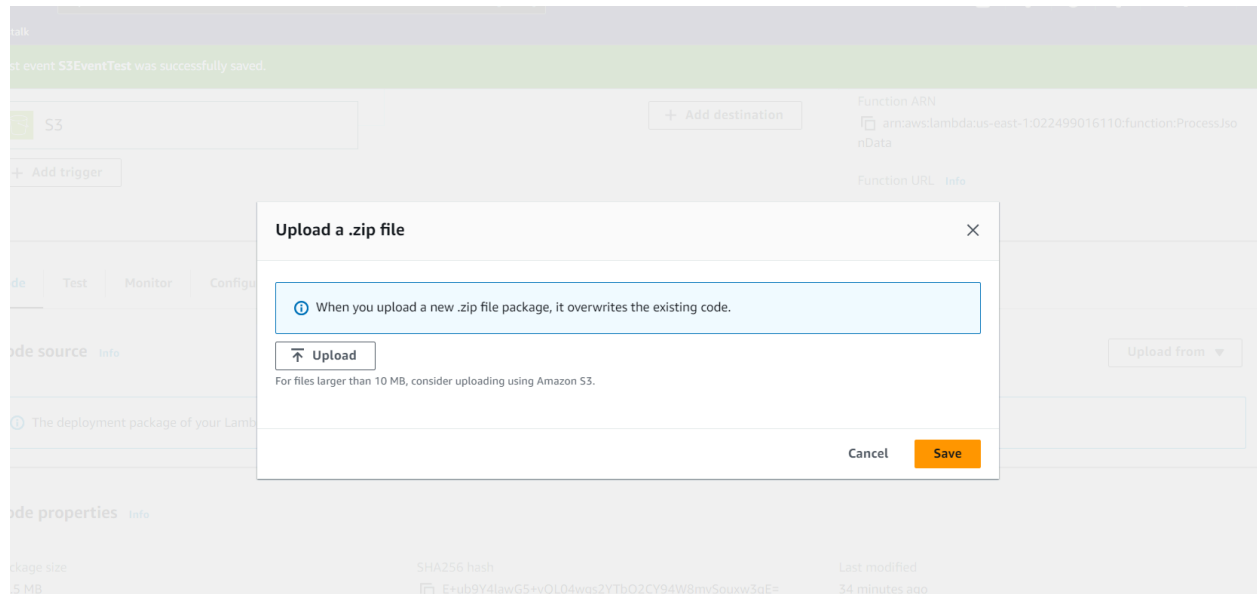 talk
st event S3EventTest was successfully saved.
S3
+ Add destination
Function ARN
arn:aws:lambda:us-east-1:022499016110:function:ProcessJso
nData
+ Add trigger
Function URL Info
Upload a .zip file
de Test Monitor Configu
When you upload a new .zip file package, it overwrites the existing code.
ode source Info
Upload
Upload from
For files larger than 10 MB, consider uploading using Amazon S3.
The deployment package of your Lamb
Cancel Save
ode properties Info
ckage size
SHA256 hash
Last modified
5 MB
34 minutes ago